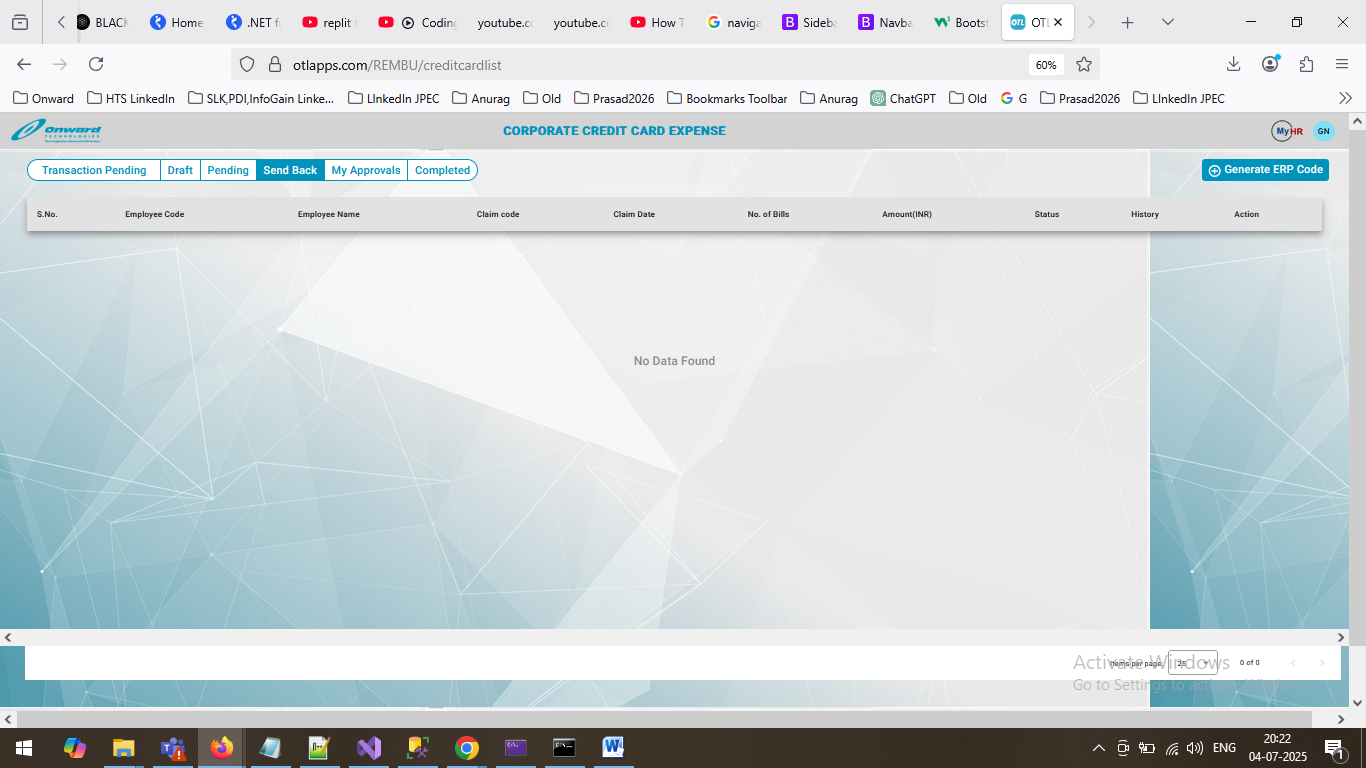 BLACK
Home
.NET f
replit
Coding
youtube.co
youtube.co
How T
naviga
Sideba
Navba
Bootst
OTL
otlapps.com/REMBU/creditcardlist
60%
Onward
HTS LinkedIn
SLK,PDI,InfoGain Linke...
LInkedIn JPEC
Anurag
Old
Prasad2026
Bookmarks Toolbar
Anurag
ChatGPT
Old
G
Prasad2026
LInkedIn JPEC
Onward
TECHNOLOGIES
CORPORATE CREDIT CARD EXPENSE
MyHR
GN
Transaction Pending
Draft
Pending
Send Back
My Approvals
Completed
Generate ERP Code
S.No.
Employee Code
Employee Name
Claim code
Claim Date
No. of Bills
Amount(INR)
Status
History
Action
No Data Found
Items per page:
25
0 of 0
Activate Windows
Go to Settings to activate Windows.
ENG
20:22
04-07-2025
1